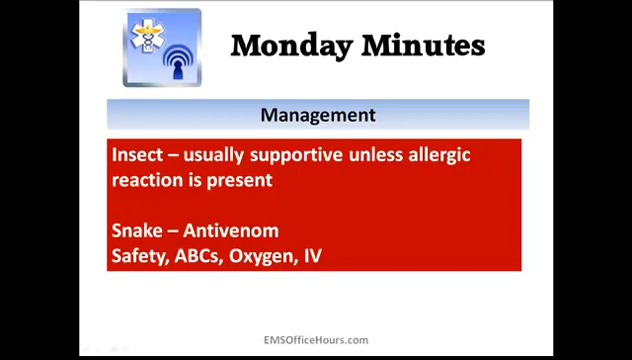 Monday Minutes
Management
Insect – usually supportive unless allergic
reaction is present
Snake – Antivenom
Safety, ABCs, Oxygen, IV
EMSOfficeHours.com